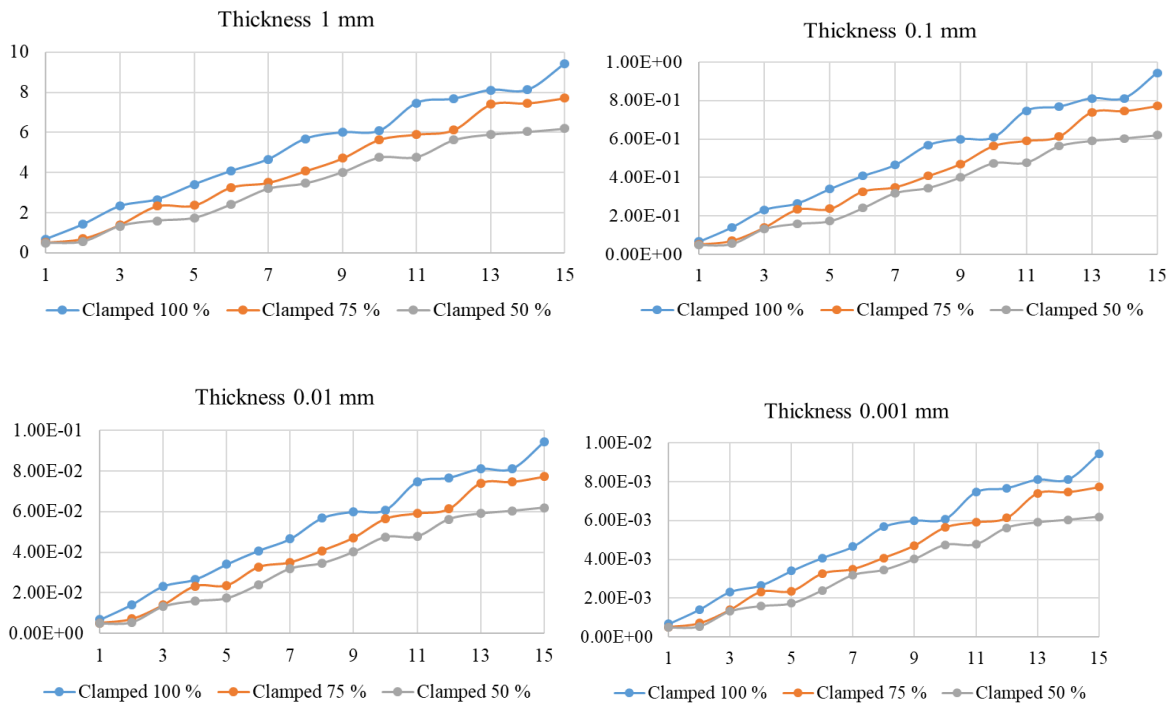 Thickness 1 mm
10
8
6
4
2
0
1 3 5 7 9 11 13 15
Clamped 100 % Clamped 75 % Clamped 50 %
Thickness 0.1 mm
1.00E+00
8.00E-01
6.00E-01
4.00E-01
2.00E-01
0.00E+00
1 3 5 7 9 11 13 15
Clamped 100 % Clamped 75 % Clamped 50 %
Thickness 0.01 mm
1.00E-01
8.00E-02
6.00E-02
4.00E-02
2.00E-02
0.00E+00
1 3 5 7 9 11 13 15
Clamped 100 % Clamped 75 % Clamped 50 %
Thickness 0.001 mm
1.00E-02
8.00E-03
6.00E-03
4.00E-03
2.00E-03
0.00E+00
1 3 5 7 9 11 13 15
Clamped 100 % Clamped 75 % Clamped 50 %